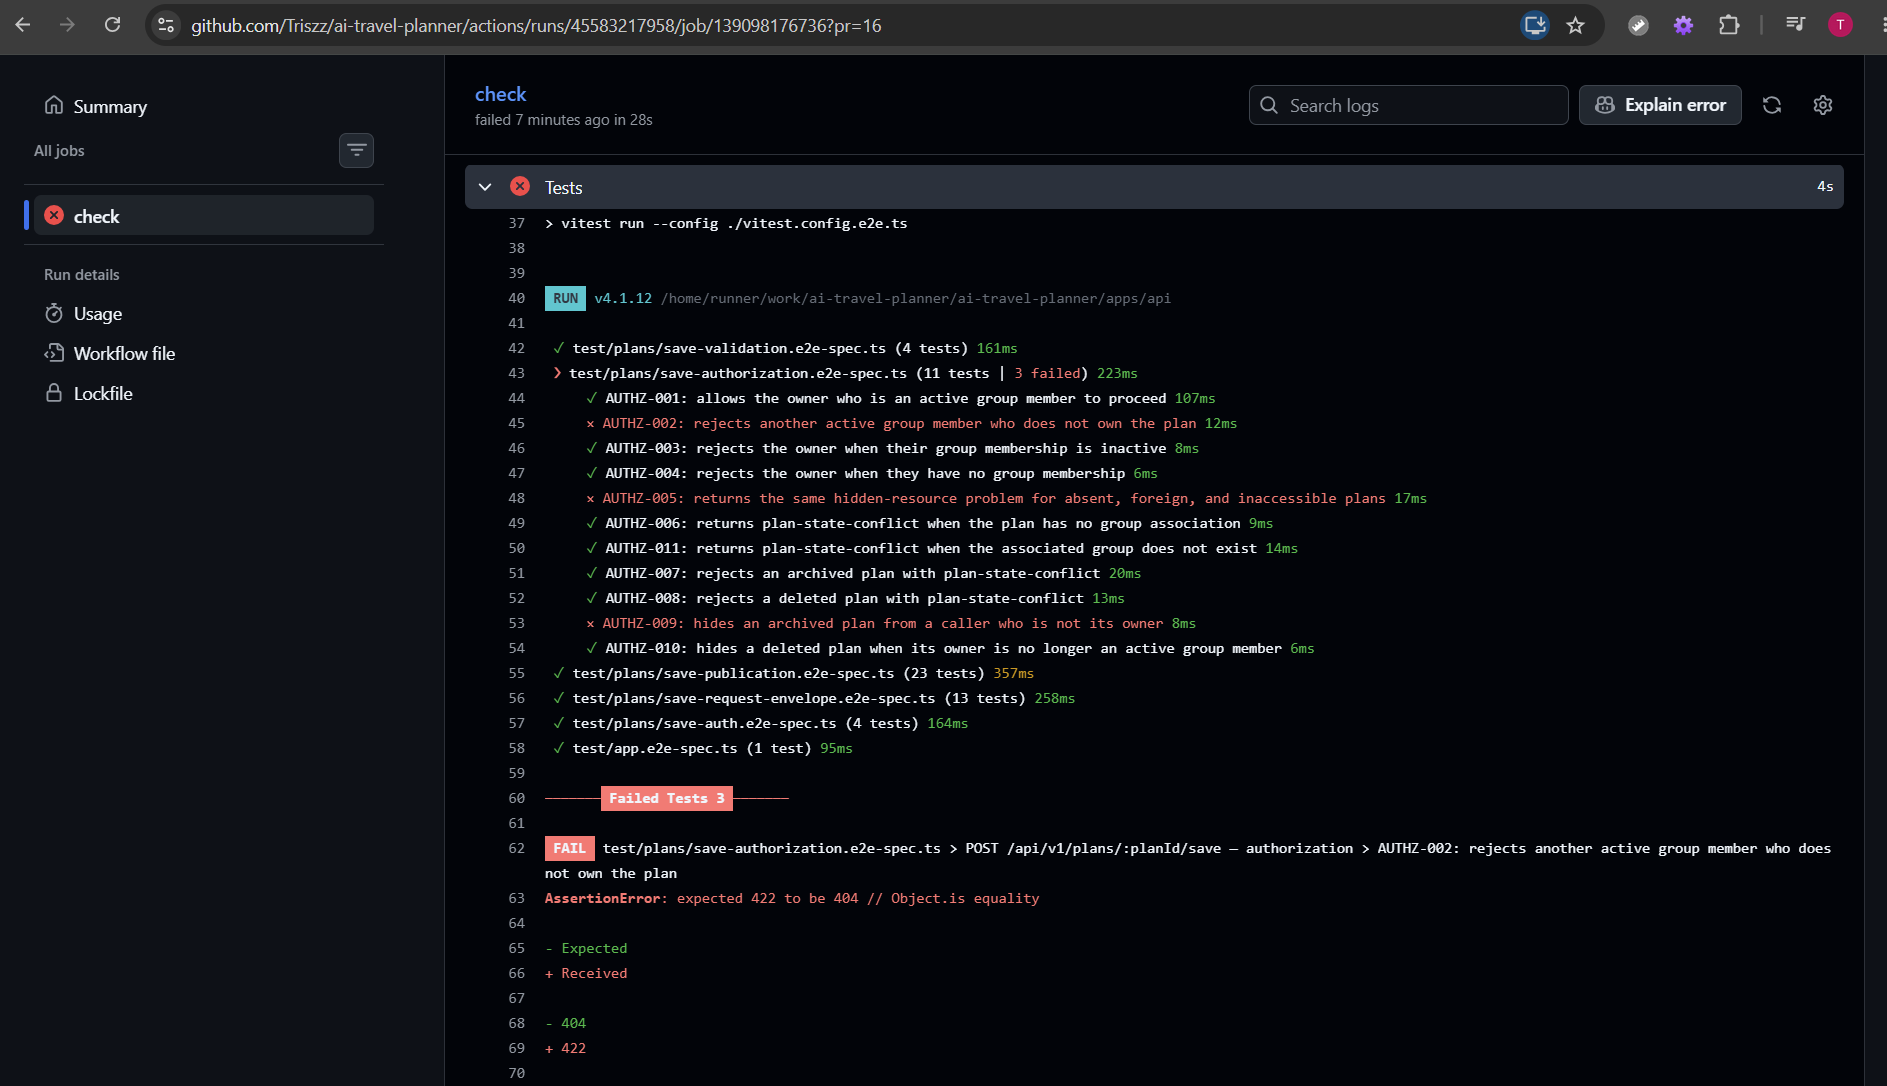 github.com/Triszz/ai-travel-planner/actions/runs/45583217958/job/139098176736?pr=16
T
Summary
All jobs
check
Run details
Usage
Workflow file
Lockfile
check
failed 7 minutes ago in 28s
Search logs
Explain error
Tests
4s
37 > vitest run --config ./vitest.config.e2e.ts
38
39
40 RUN v4.1.12 /home/runner/work/ai-travel-planner/ai-travel-planner/apps/api
41
42 ✓ test/plans/save-validation.e2e-spec.ts (4 tests) 161ms
43 ❯ test/plans/save-authorization.e2e-spec.ts (11 tests | 3 failed) 223ms
44 ✓ AUTHZ-001: allows the owner who is an active group member to proceed 107ms
45 × AUTHZ-002: rejects another active group member who does not own the plan 12ms
46 ✓ AUTHZ-003: rejects the owner when their group membership is inactive 8ms
47 ✓ AUTHZ-004: rejects the owner when they have no group membership 6ms
48 × AUTHZ-005: returns the same hidden-resource problem for absent, foreign, and inaccessible plans 17ms
49 ✓ AUTHZ-006: returns plan-state-conflict when the plan has no group association 9ms
50 ✓ AUTHZ-011: returns plan-state-conflict when the associated group does not exist 14ms
51 ✓ AUTHZ-007: rejects an archived plan with plan-state-conflict 20ms
52 ✓ AUTHZ-008: rejects a deleted plan with plan-state-conflict 13ms
53 × AUTHZ-009: hides an archived plan from a caller who is not its owner 8ms
54 ✓ AUTHZ-010: hides a deleted plan when its owner is no longer an active group member 6ms
55 ✓ test/plans/save-publication.e2e-spec.ts (23 tests) 357ms
56 ✓ test/plans/save-request-envelope.e2e-spec.ts (13 tests) 258ms
57 ✓ test/plans/save-auth.e2e-spec.ts (4 tests) 164ms
58 ✓ test/app.e2e-spec.ts (1 test) 95ms
59
60 ——————— Failed Tests 3 ———————
61
62 FAIL test/plans/save-authorization.e2e-spec.ts > POST /api/v1/plans/:planId/save — authorization > AUTHZ-002: rejects another active group member who does
not own the plan
63 AssertionError: expected 422 to be 404 // Object.is equality
64
65 - Expected
66 + Received
67
68 - 404
69 + 422
70